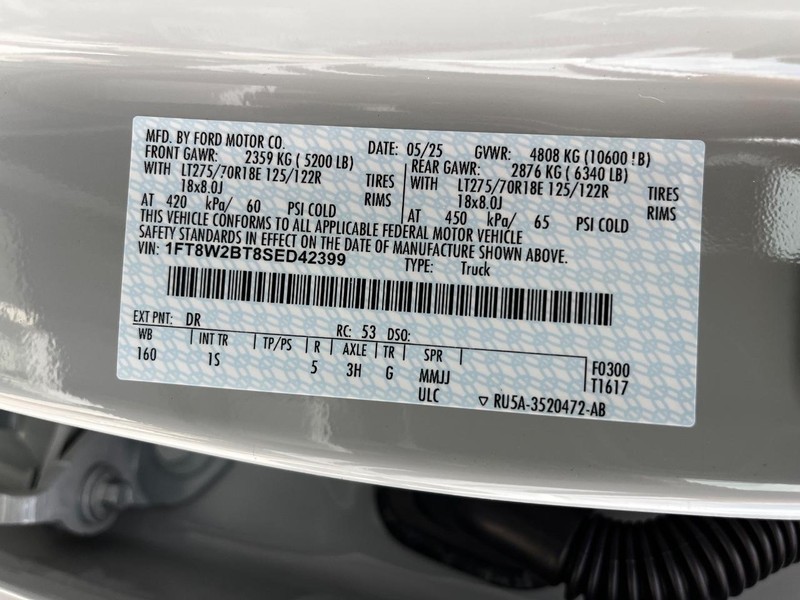 MFD. BY FORD MOTOR CO. DATE: 05/25 GVWR: 4808 KG (10600 !B)
FRONT GAWR: 2359 KG ( 5200 LB) REAR GAWR: 2876 KG ( 6340 LB)
WITH LT275/70R18E 125/122R TIRES WITH LT275/70R18E 125/122R TIRES
18x8.0J RIMS 18x8.0J RIMS
AT 420 kPa/ 60 PSI COLD AT 450 kPa/ 65 PSI COLD
THIS VEHICLE CONFORMS TO ALL APPLICABLE FEDERAL MOTOR VEHICLE
SAFETY STANDARDS IN EFFECT ON THE DATE OF MANUFACTURE SHOWN ABOVE.
VIN: 1FT8W2BT8SED42399 TYPE: Truck
EXT PNT: DR RC: 53 DSO:
WB INT TR TP/PS R AXLE TR SPR F0300
160 1S 5 3H G MMJJ T1617
ULC RU5A-3520472-AB